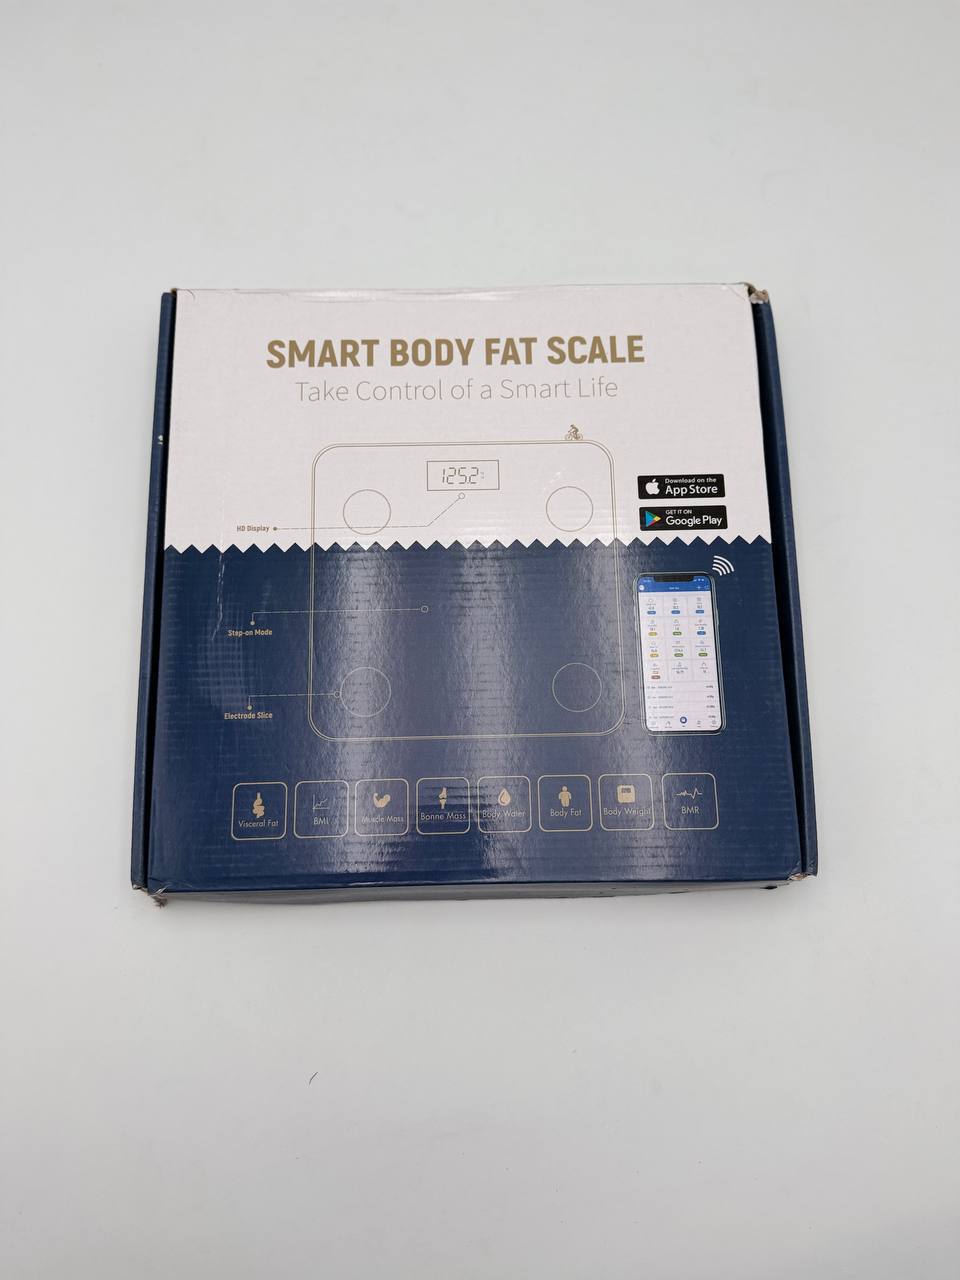 SMART BODY FAT SCALE
Take Control of a Smart Life
125.2
Download on the
App Store
HD Display
GET IT ON
Google Play
Step-on Mode
Electrode Slice
Visceral Fat
BMI
Muscle Mass
Bonne Mass
Body Water
Body Fat
Body Weight
BMR